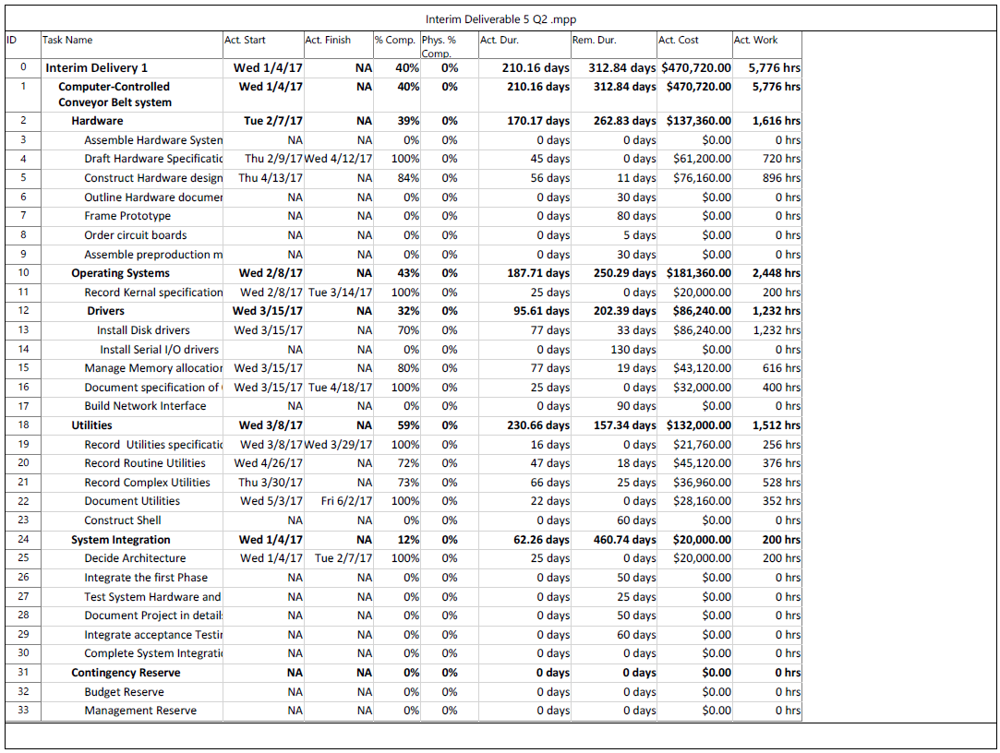 Interim Deliverable 5 Q2 .mpp
ID Task Name Act. Start Act. Finish % Comp. Phys. % Comp. Act. Dur. Rem. Dur. Act. Cost Act. Work
0 Interim Delivery 1 Wed 1/4/17 NA 40% 0% 210.16 days 312.84 days $470,720.00 5,776 hrs
1 Computer-Controlled Wed 1/4/17 NA 40% 0% 210.16 days 312.84 days $470,720.00 5,776 hrs
Conveyor Belt system
2 Hardware Tue 2/7/17 NA 39% 0% 170.17 days 262.83 days $137,360.00 1,616 hrs
3 Assemble Hardware System NA NA 0% 0% 0 days 0 days $0.00 0 hrs
4 Draft Hardware Specificatic Thu 2/9/17 Wed 4/12/17 100% 0% 45 days 0 days $61,200.00 720 hrs
5 Construct Hardware design Thu 4/13/17 NA 84% 0% 56 days 11 days $76,160.00 896 hrs
6 Outline Hardware documer NA NA 0% 0% 0 days 30 days $0.00 0 hrs
7 Frame Prototype NA NA 0% 0% 0 days 80 days $0.00 0 hrs
8 Order circuit boards NA NA 0% 0% 0 days 5 days $0.00 0 hrs
9 Assemble preproduction m NA NA 0% 0% 0 days 30 days $0.00 0 hrs
10 Operating Systems Wed 2/8/17 NA 43% 0% 187.71 days 250.29 days $181,360.00 2,448 hrs
11 Record Kernal specification Wed 2/8/17 Tue 3/14/17 100% 0% 25 days 0 days $20,000.00 200 hrs
12 Drivers Wed 3/15/17 NA 32% 0% 95.61 days 202.39 days $86,240.00 1,232 hrs
13 Install Disk drivers Wed 3/15/17 NA 70% 0% 77 days 33 days $86,240.00 1,232 hrs
14 Install Serial I/O drivers NA NA 0% 0% 0 days 130 days $0.00 0 hrs
15 Manage Memory allocation Wed 3/15/17 NA 80% 0% 77 days 19 days $43,120.00 616 hrs
16 Document specification of Wed 3/15/17 Tue 4/18/17 100% 0% 25 days 0 days $32,000.00 400 hrs
17 Build Network Interface NA NA 0% 0% 0 days 90 days $0.00 0 hrs
18 Utilities Wed 3/8/17 NA 59% 0% 230.66 days 157.34 days $132,000.00 1,512 hrs
19 Record Utilities specificatic Wed 3/8/17 Wed 3/29/17 100% 0% 16 days 0 days $21,760.00 256 hrs
20 Record Routine Utilities Wed 4/26/17 NA 72% 0% 47 days 18 days $45,120.00 376 hrs
21 Record Complex Utilities Thu 3/30/17 NA 73% 0% 66 days 25 days $36,960.00 528 hrs
22 Document Utilities Wed 5/3/17 Fri 6/2/17 100% 0% 22 days 0 days $28,160.00 352 hrs
23 Construct Shell NA NA 0% 0% 0 days 60 days $0.00 0 hrs
24 System Integration Wed 1/4/17 NA 12% 0% 62.26 days 460.74 days $20,000.00 200 hrs
25 Decide Architecture Wed 1/4/17 Tue 2/7/17 100% 0% 25 days 0 days $20,000.00 200 hrs
26 Integrate the first Phase NA NA 0% 0% 0 days 50 days $0.00 0 hrs
27 Test System Hardware and NA NA 0% 0% 0 days 25 days $0.00 0 hrs
28 Document Project in details NA NA 0% 0% 0 days 50 days $0.00 0 hrs
29 Integrate acceptance Testin NA NA 0% 0% 0 days 60 days $0.00 0 hrs
30 Complete System Integratic NA NA 0% 0% 0 days 0 days $0.00 0 hrs
31 Contingency Reserve NA NA 0% 0% 0 days 0 days $0.00 0 hrs
32 Budget Reserve NA NA 0% 0% 0 days 0 days $0.00 0 hrs
33 Management Reserve NA NA 0% 0% 0 days 0 days $0.00 0 hrs